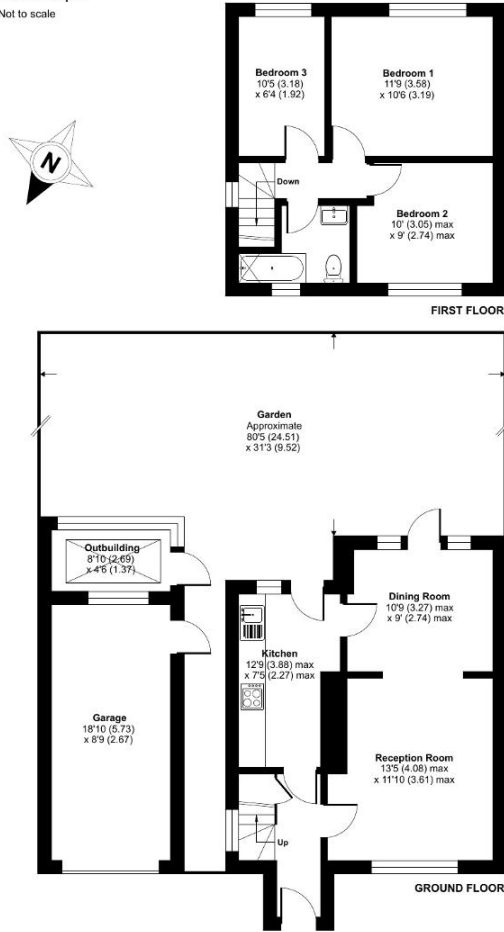 Not to scale
N
Bedroom 3
10'5 (3.18)
x 6'4 (1.92)
Bedroom 1
11'9 (3.58)
x 10'6 (3.19)
Down
Bedroom 2
10' (3.05) max
x 9' (2.74) max
FIRST FLOOR
Garden
Approximate
80'5 (24.51)
x 31'3 (9.52)
Outbuilding
8'10 (2.69)
x 4'6 (1.37)
Dining Room
10'9 (3.27) max
x 9' (2.74) max
Kitchen
12'9 (3.88) max
x 7'5 (2.27) max
Garage
18'10 (5.73)
x 8'9 (2.67)
Reception Room
13'5 (4.08) max
x 11'10 (3.61) max
Up
GROUND FLOOR